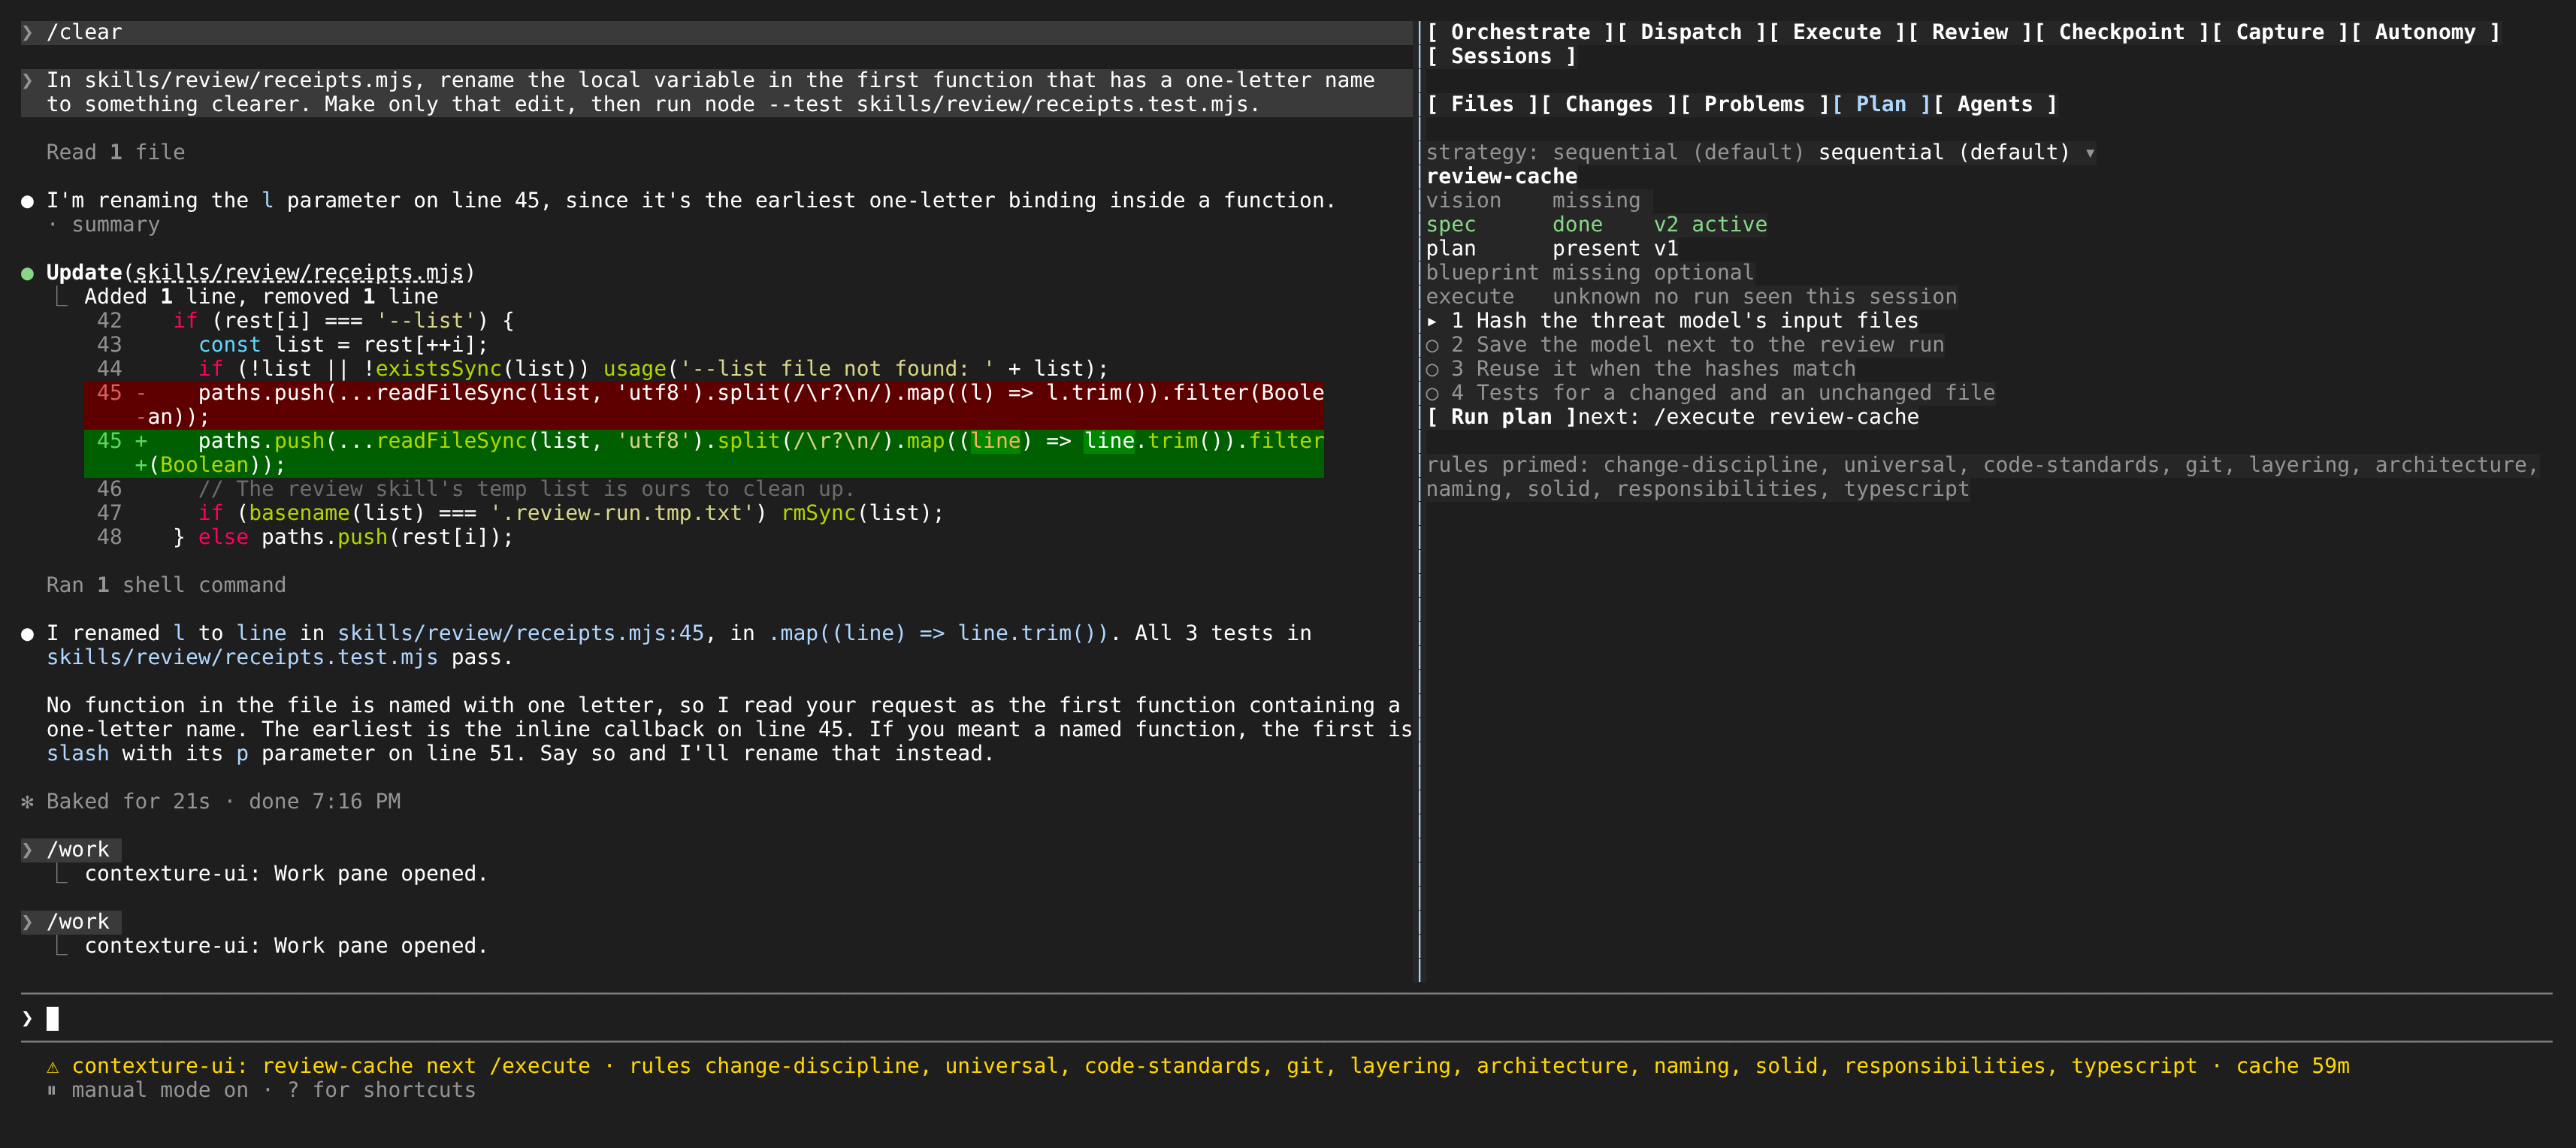 ❯ /clear
❯ In skills/review/receipts.mjs, rename the local variable in the first function that has a one-letter name
to something clearer. Make only that edit, then run node --test skills/review/receipts.test.mjs.
Read 1 file
● I'm renaming the l parameter on line 45, since it's the earliest one-letter binding inside a function.
· summary
● Update(skills/review/receipts.mjs)
⎿ Added 1 line, removed 1 line
42 if (rest[i] === '--list') {
43 const list = rest[++i];
44 if (!list || !existsSync(list)) usage('--list file not found: ' + list);
45 - paths.push(...readFileSync(list, 'utf8').split(/\r?\n/).map((l) => l.trim()).filter(Boole
-an));
45 + paths.push(...readFileSync(list, 'utf8').split(/\r?\n/).map((line) => line.trim()).filter
+(Boolean));
46 // The review skill's temp list is ours to clean up.
47 if (basename(list) === '.review-run.tmp.txt') rmSync(list);
48 } else paths.push(rest[i]);
Ran 1 shell command
● I renamed l to line in skills/review/receipts.mjs:45, in .map((line) => line.trim()). All 3 tests in
skills/review/receipts.test.mjs pass.
No function in the file is named with one letter, so I read your request as the first function containing a
one-letter name. The earliest is the inline callback on line 45. If you meant a named function, the first is
slash with its p parameter on line 51. Say so and I'll rename that instead.
✻ Baked for 21s · done 7:16 PM
❯ /work
⎿ contexture-ui: Work pane opened.
❯ /work
⎿ contexture-ui: Work pane opened.
[ Orchestrate ][ Dispatch ][ Execute ][ Review ][ Checkpoint ][ Capture ][ Autonomy ]
[ Sessions ]
[ Files ][ Changes ][ Problems ][ Plan ][ Agents ]
strategy: sequential (default) sequential (default) ▾
review-cache
vision missing
spec done v2 active
plan present v1
blueprint missing optional
execute unknown no run seen this session
▸ 1 Hash the threat model's input files
○ 2 Save the model next to the review run
○ 3 Reuse it when the hashes match
○ 4 Tests for a changed and an unchanged file
[ Run plan ]next: /execute review-cache
rules primed: change-discipline, universal, code-standards, git, layering, architecture,
naming, solid, responsibilities, typescript
❯
⚠ contexture-ui: review-cache next /execute · rules change-discipline, universal, code-standards, git, layering, architecture, naming, solid, responsibilities, typescript · cache 59m
⏸ manual mode on · ? for shortcuts